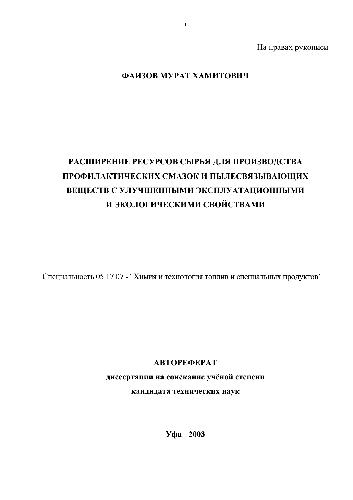 На правах рукописи
ФАИЗОВ МУРАТ ХАМИТОВИЧ
РАСШИРЕНИЕ РЕСУРСОВ СЫРЬЯ ДЛЯ ПРОИЗВОДСТВА
ПРОФИЛАКТИЧЕСКИХ СМАЗОК И ПЫЛЕСВЯЗЫВАЮЩИХ
ВЕЩЕСТВ С УЛУЧШЕННЫМИ ЭКСПЛУАТАЦИОННЫМИ
И ЭКОЛОГИЧЕСКИМИ СВОЙСТВАМИ
Специальность 05 17 07 - "Химия и технология топлив и специальных продуктов"
АВТОРЕФЕРАТ
диссертации на соискание учёной степени
кандидата технических наук
Уфа 2003